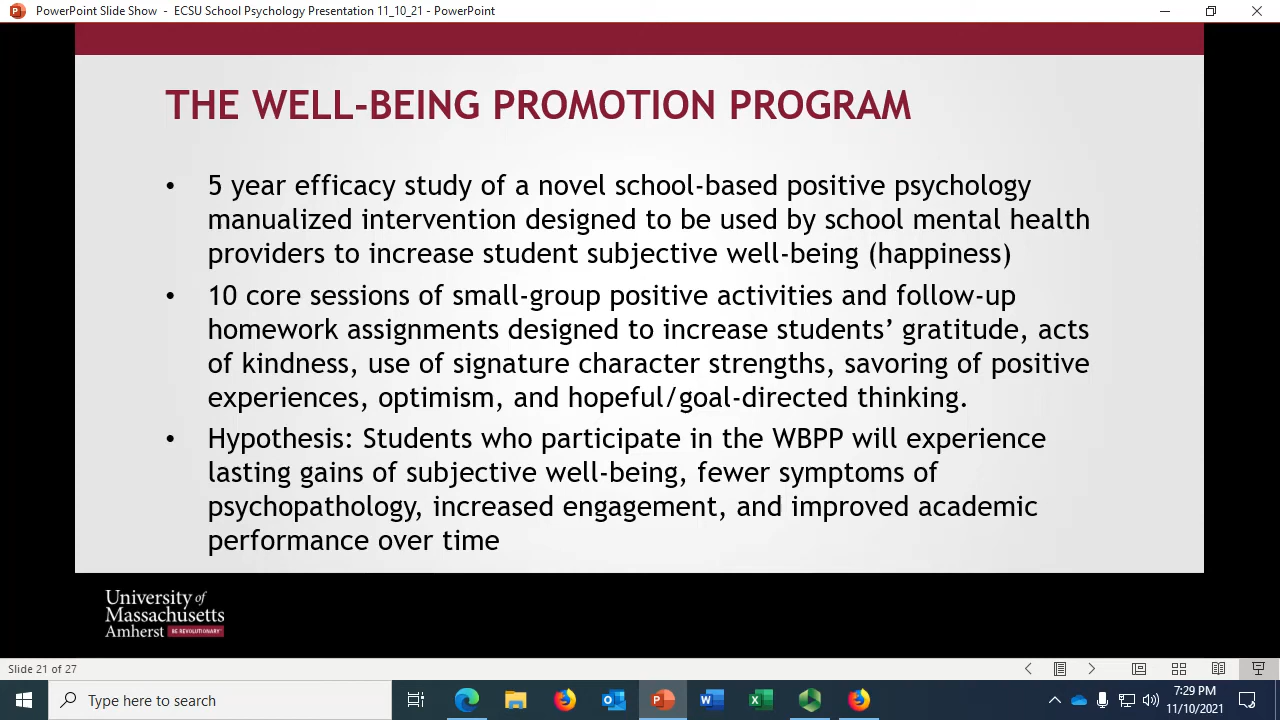 PowerPoint Slide Show - ECSU School Psychology Presentation 11_10_21 - PowerPoint
THE WELL-BEING PROMOTION PROGRAM
• 5 year efficacy study of a novel school-based positive psychology
manualized intervention designed to be used by school mental health
providers to increase student subjective well-being (happiness)
• 10 core sessions of small-group positive activities and follow-up
homework assignments designed to increase students’ gratitude, acts
of kindness, use of signature character strengths, savoring of positive
experiences, optimism, and hopeful/goal-directed thinking.
• Hypothesis: Students who participate in the WBPP will experience
lasting gains of subjective well-being, fewer symptoms of
psychopathology, increased engagement, and improved academic
performance over time
University of
Massachusetts
Amherst BE REVOLUTIONARY
Slide 21 of 27
Type here to search
7:29 PM
11/10/2021